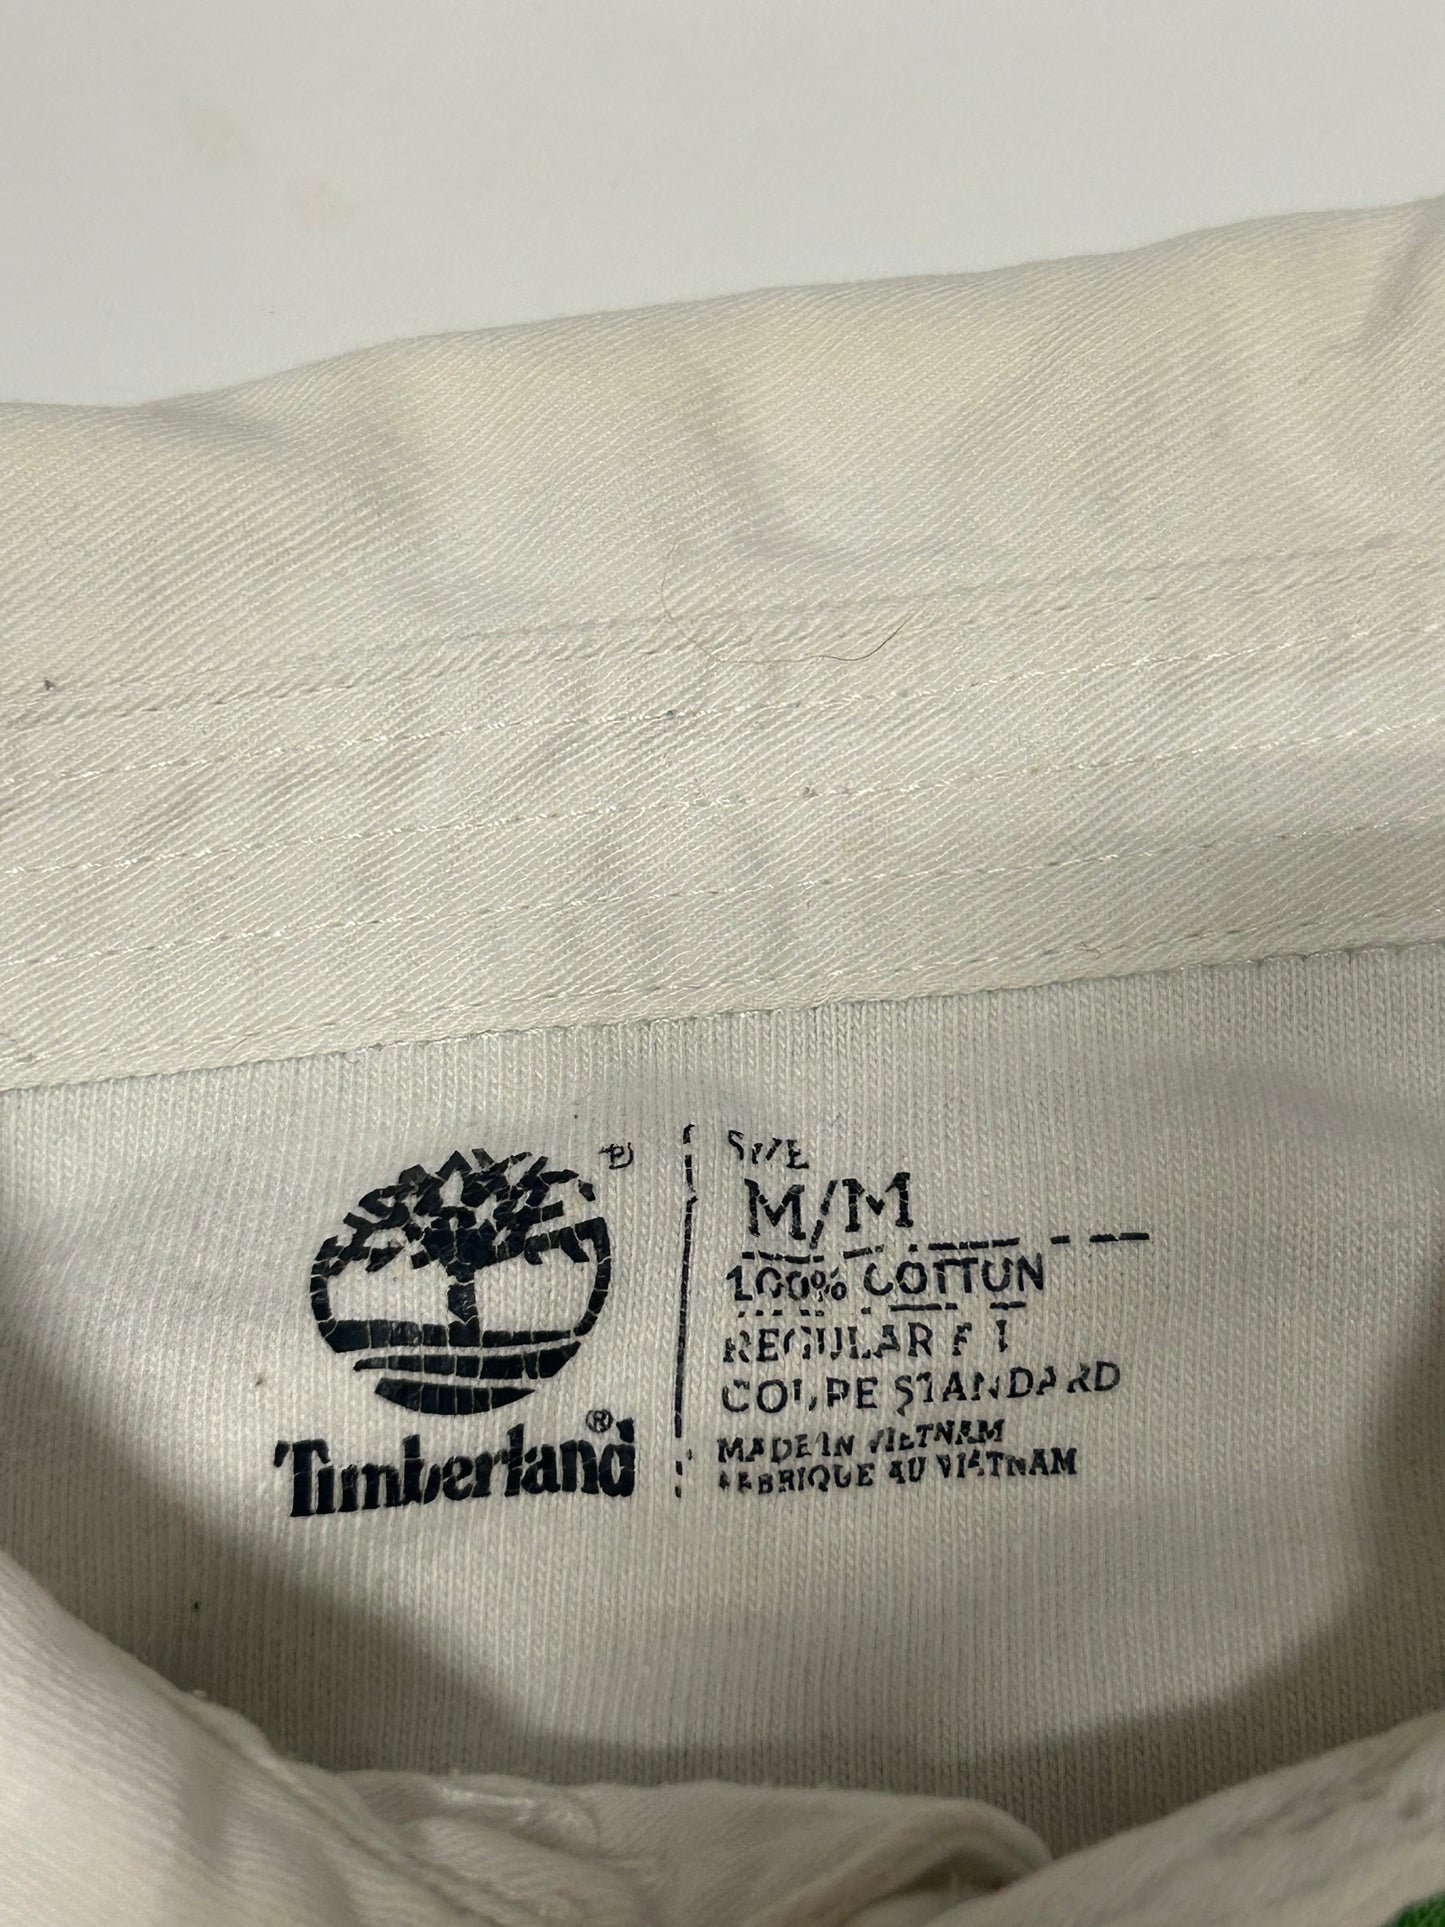 ®
Timberland®
SIZE
M/M
100% COTTON
REGULAR FIT
COUPE STANDARD
MADE IN VIETNAM
FABRIQUE AU VIETNAM